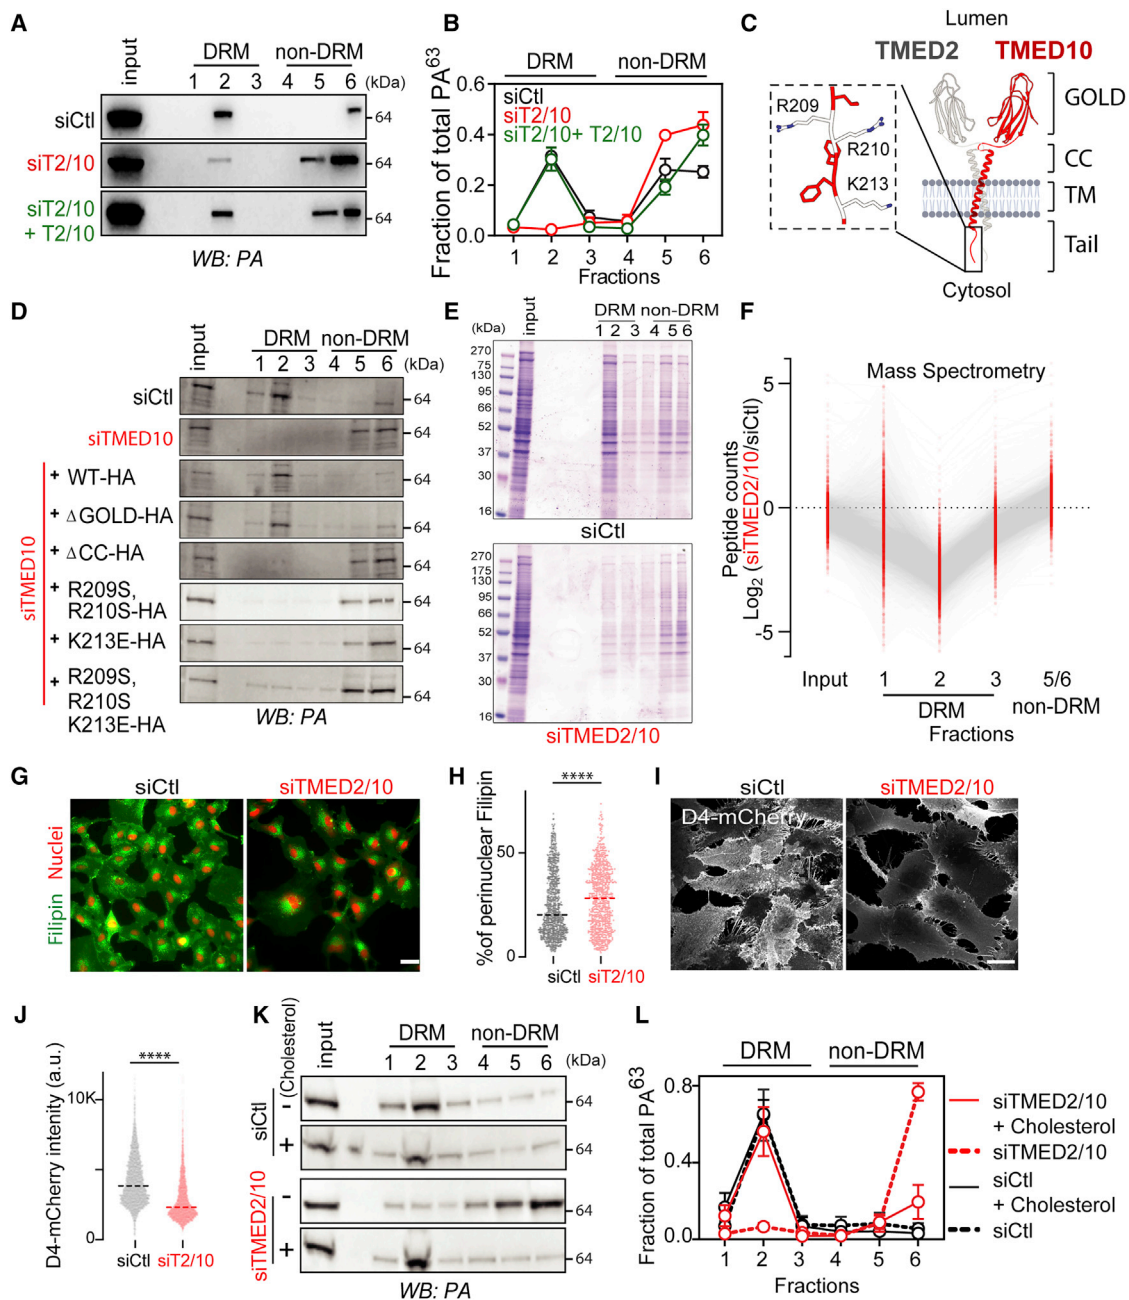 A
input
DRM
non-DRM
1 2 3 4 5 6 (kDa)
siCtl
64
siT2/10
64
siT2/10
+ T2/10
64
WB: PA
B
DRM
non-DRM
siCtl
siT2/10
siT2/10+ T2/10
Fraction of total PA63
0.6
0.4
0.2
0.0
1 2 3 4 5 6
Fractions
C
Lumen
TMED2
TMED10
R209
R210
K213
GOLD
CC
TM
Tail
Cytosol
D
input
DRM
non-DRM
1 2 3 4 5 6 (kDa)
siCtl
64
siTMED10
64
siTMED10
+ WT-HA
64
+ ΔGOLD-HA
64
+ ΔCC-HA
64
+ R209S,
R210S-HA
64
+ K213E-HA
64
+ R209S,
R210S
K213E-HA
64
WB: PA
E
(kDa)
input
DRM
non-DRM
1 2 3 4 5 6
270
175
130
95
66
52
37
30
16
siCtl
270
175
130
95
66
52
37
30
16
siTMED2/10
F
Mass Spectrometry
Peptide counts
Log2 (siTMED2/10/siCtl)
5
0
-5
Input 1 2 3 5/6
DRM
non-DRM
Fractions
G
siCtl
siTMED2/10
Filipin Nuclei
H
****
%of perinuclear Filipin
50
0
siCtl siT2/10
I
siCtl
siTMED2/10
D4-mCherry
J
****
D4-mCherry intensity (a.u.)
10K
0
siCtl siT2/10
K
(Cholesterol)
input
DRM
non-DRM
1 2 3 4 5 6
(kDa)
siCtl
-
64
+
64
siTMED2/10
-
64
+
64
WB: PA
L
DRM
non-DRM
Fraction of total PA63
0.8
0.4
0.0
1 2 3 4 5 6
Fractions
siTMED2/10
+ Cholesterol
siTMED2/10
siCtl
+ Cholesterol
siCtl